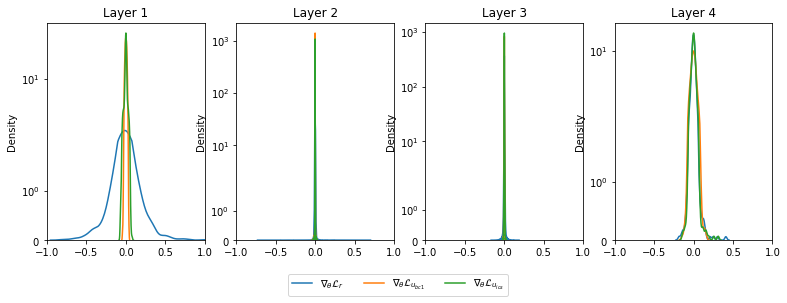 Layer 1 Layer 2 Layer 3 Layer 4
Density Density Density Density
10¹ 10³ 10³ 10¹
10² 10²
10¹ 10¹
10⁰ 10⁰ 10⁰ 10⁰
0 0 0 0
−1.0 −0.5 0.0 0.5 1.0 −1.0 −0.5 0.0 0.5 1.0 −1.0 −0.5 0.0 0.5 1.0 −1.0 −0.5 0.0 0.5 1.0
∇θℒr ∇θℒu_bc1 ∇θℒu_ics